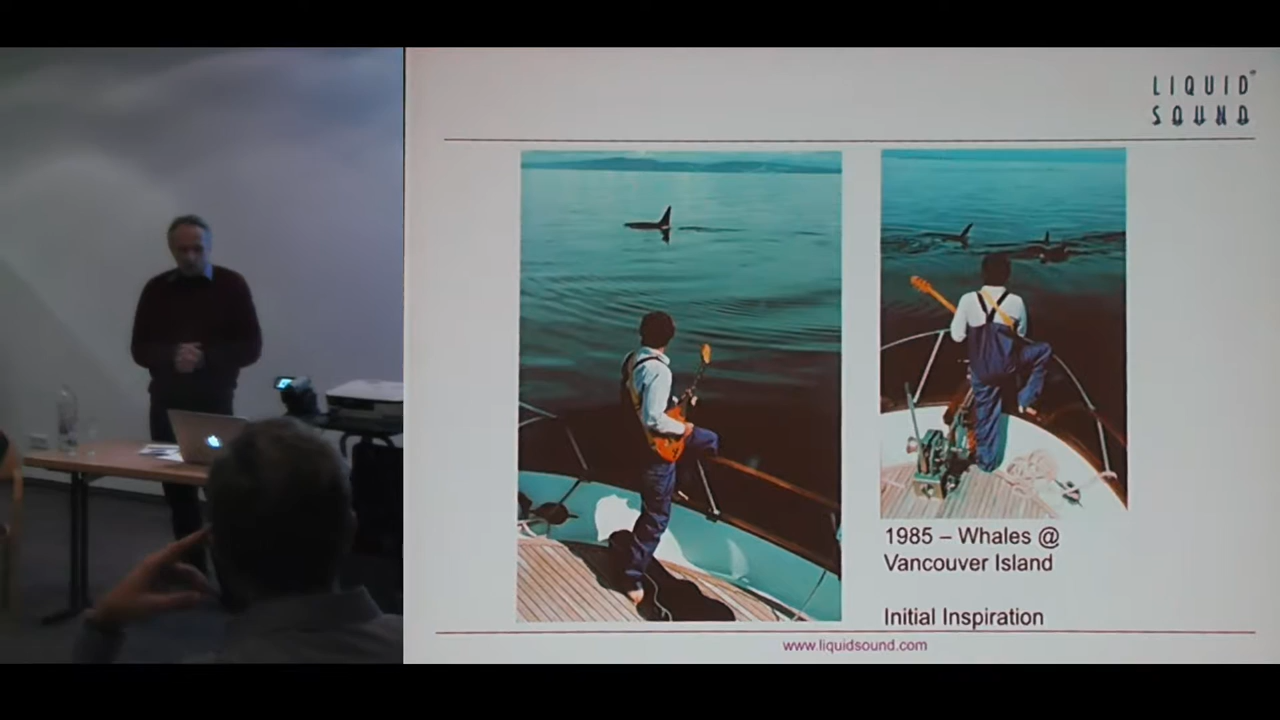 LIQUID
SOUND
1985 – Whales @
Vancouver Island
Initial Inspiration
www.liquidsound.com